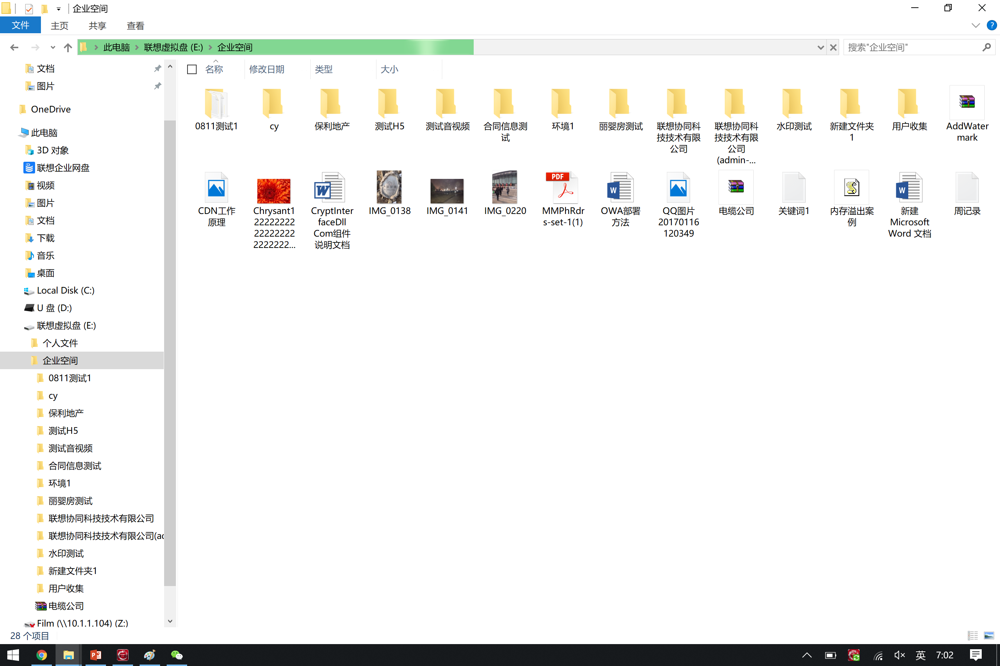 企业空间
文件 主页 共享 查看
此电脑 联想虚拟盘 (E:) 企业空间
搜索"企业空间"
文档
图片
OneDrive
此电脑
3D 对象
联想企业网盘
视频
图片
文档
下载
音乐
桌面
Local Disk (C:)
U 盘 (D:)
联想虚拟盘 (E:)
个人文件
企业空间
0811测试1
cy
保利地产
测试H5
测试音视频
合同信息测试
环境1
丽婴房测试
联想协同科技技术有限公司
联想协同科技技术有限公司(ac
水印测试
新建文件夹1
用户收集
电缆公司
Film (\\10.1.1.104) (Z:)
名称 修改日期 类型 大小
0811测试1
cy
保利地产
测试H5
测试音视频
合同信息测
试
环境1
丽婴房测试
联想协同科
技技术有限
公司
联想协同科
技技术有限
公司
(admin-...
水印测试
新建文件夹
1
用户收集
AddWater
mark
CDN工作
原理
Chrysant1
22222222
22222222
2222222...
CryptInter
faceDll
Com组件
说明文档
IMG_0138
IMG_0141
IMG_0220
PDF
MMPhRdr
s-set-1(1)
OWA部署
方法
QQ图片
20170116
120349
电缆公司
关键词1
内存溢出案
例
新建
Microsoft
Word 文档
周记录
28 个项目
英 7:02